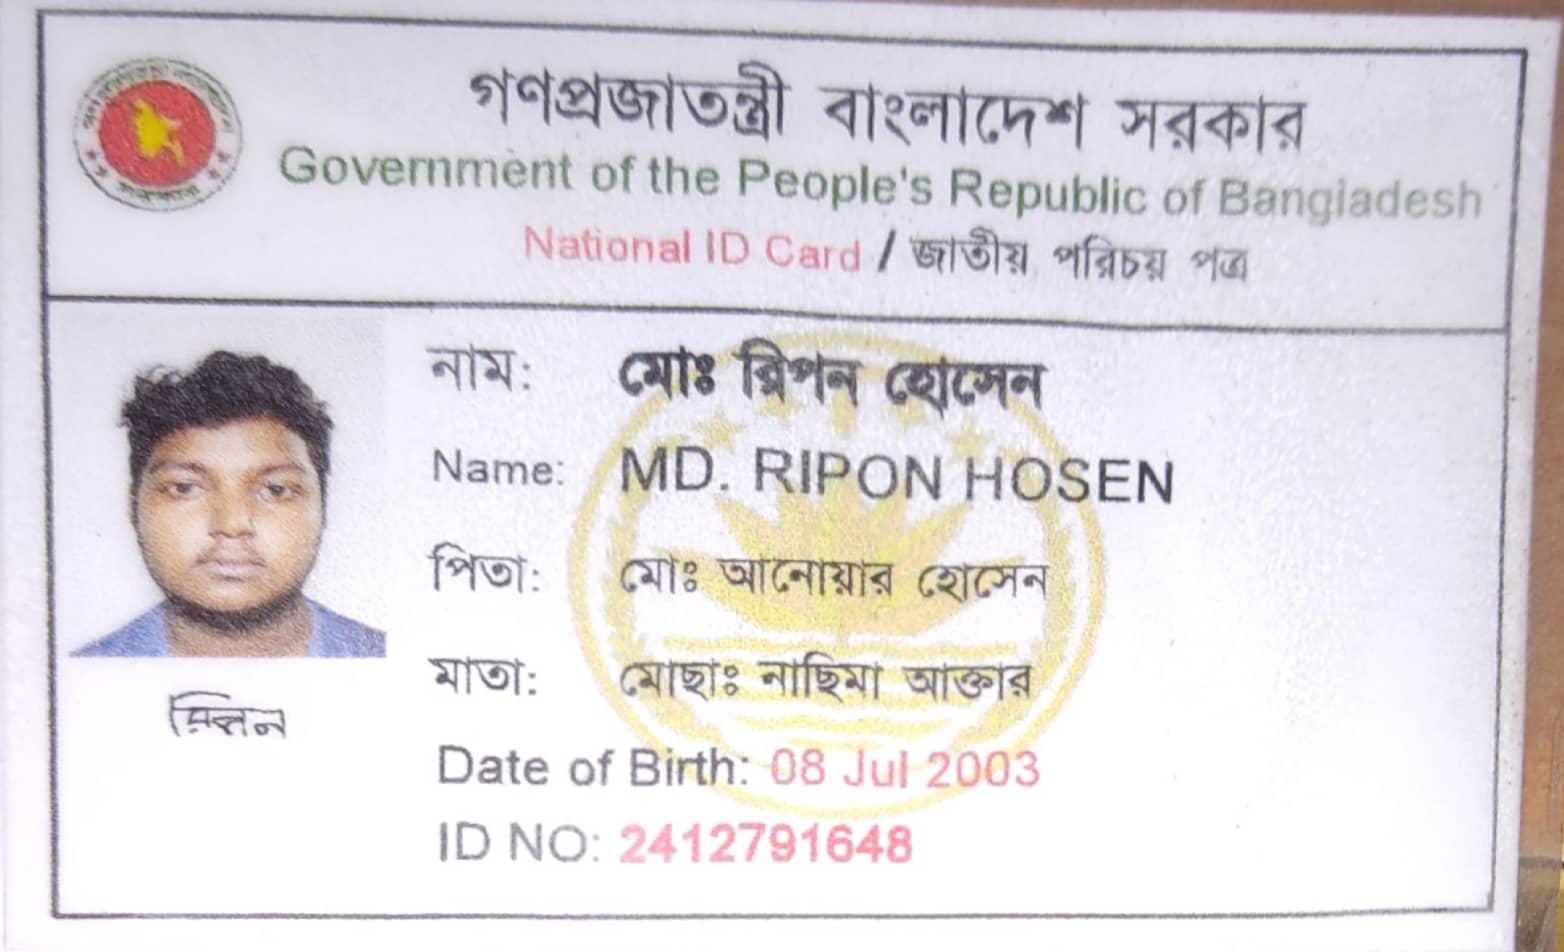 গণপ্রজাতন্ত্রী বাংলাদেশ সরকার
Government of the People's Republic of Bangladesh
National ID Card / জাতীয় পরিচয় পত্র
নাম: মোঃ রিপন হোসেন
Name: MD. RIPON HOSEN
পিতা: মোঃ আনোয়ার হোসেন
মাতা: মোছাঃ নাছিমা আক্তার
রিপন
Date of Birth: 08 Jul 2003
ID NO: 2412791648